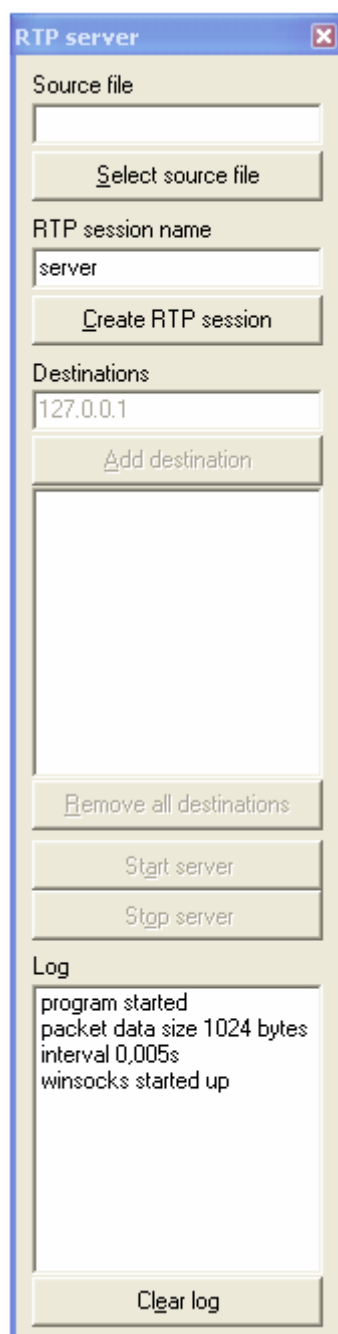 RTP server
Source file
Select source file
RTP session name
server
Create RTP session
Destinations
127.0.0.1
Add destination
Remove all destinations
Start server
Stop server
Log
program started
packet data size 1024 bytes
interval 0,005s
winsocks started up
Clear log